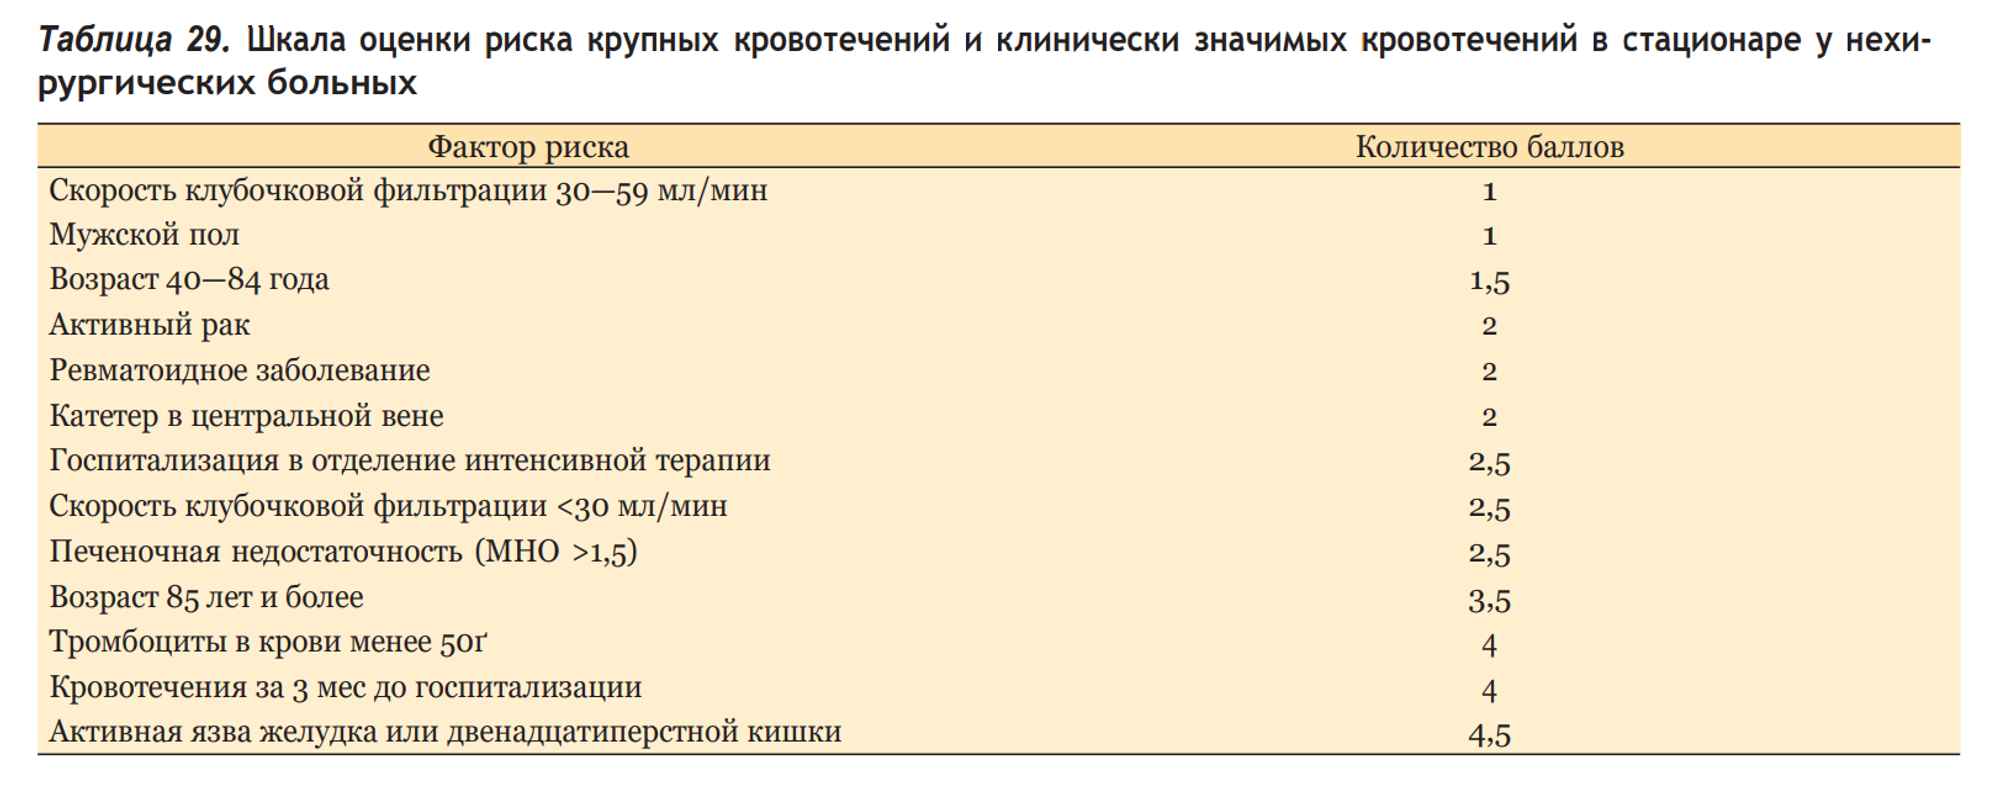 Таблица 29. Шкала оценки риска крупных кровотечений и клинически значимых кровотечений в стационаре у нехи-
рургических больных
Фактор риска Количество баллов
Скорость клубочковой фильтрации 30—59 мл/мин 1
Мужской пол 1
Возраст 40—84 года 1,5
Активный рак 2
Ревматоидное заболевание 2
Катетер в центральной вене 2
Госпитализация в отделение интенсивной терапии 2,5
Скорость клубочковой фильтрации <30 мл/мин 2,5
Печеночная недостаточность (МНО >1,5) 2,5
Возраст 85 лет и более 3,5
Тромбоциты в крови менее 50ґ 4
Кровотечения за 3 мес до госпитализации 4
Активная язва желудка или двенадцатиперстной кишки 4,5